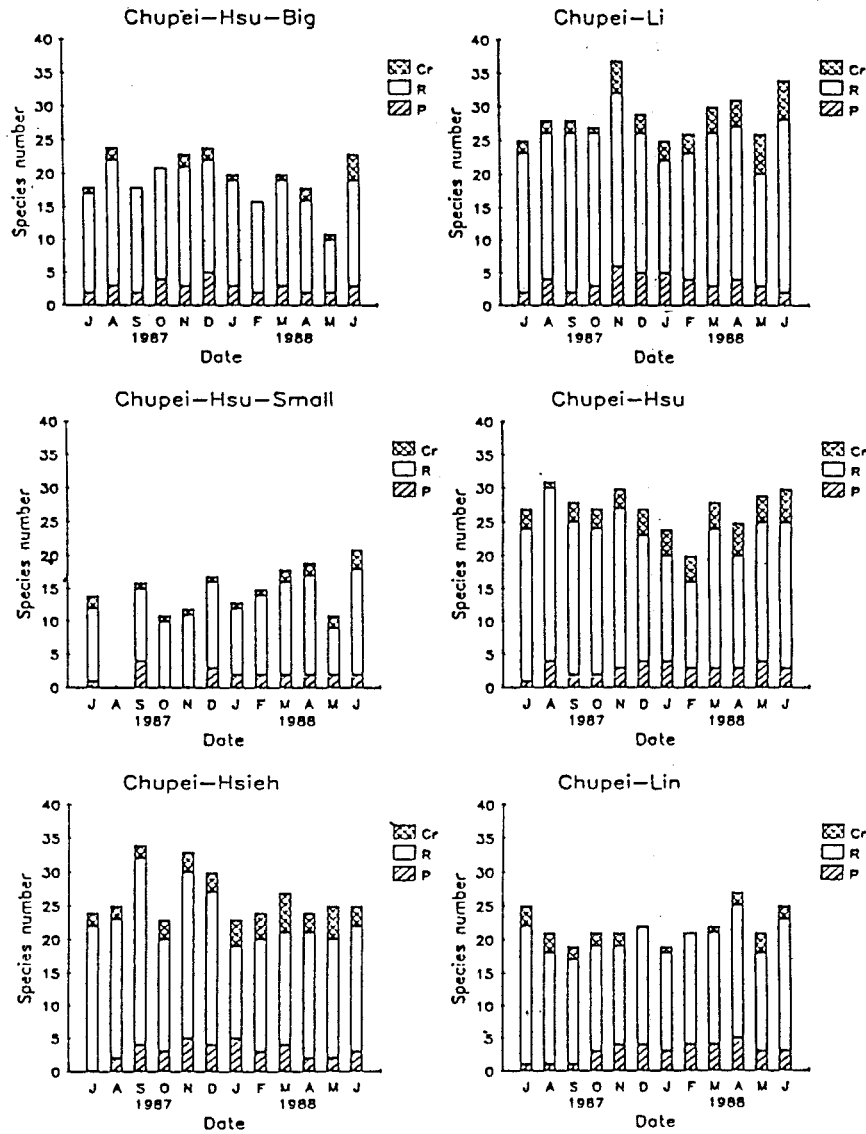 Chupei-Hsu-Big
Species number
40
35
30
25
20
15
10
5
0
Cr
R
P
J A S O N D J F M A M J
1987 1988
Date
Chupei-Li
Species number
40
35
30
25
20
15
10
5
0
Cr
R
P
J A S O N D J F M A M J
1987 1988
Date
Chupei-Hsu-Small
Species number
40
35
30
25
20
15
10
5
0
Cr
R
P
J A S O N D J F M A M J
1987 1988
Date
Chupei-Hsu
Species number
40
35
30
25
20
15
10
5
0
Cr
R
P
J A S O N D J F M A M J
1987 1988
Date
Chupei-Hsieh
Species number
40
35
30
25
20
15
10
5
0
Cr
R
P
J A S O N D J F M A M J
1987 1988
Date
Chupei-Lin
Species number
40
35
30
25
20
15
10
5
0
Cr
R
P
J A S O N D J F M A M J
1987 1988
Date